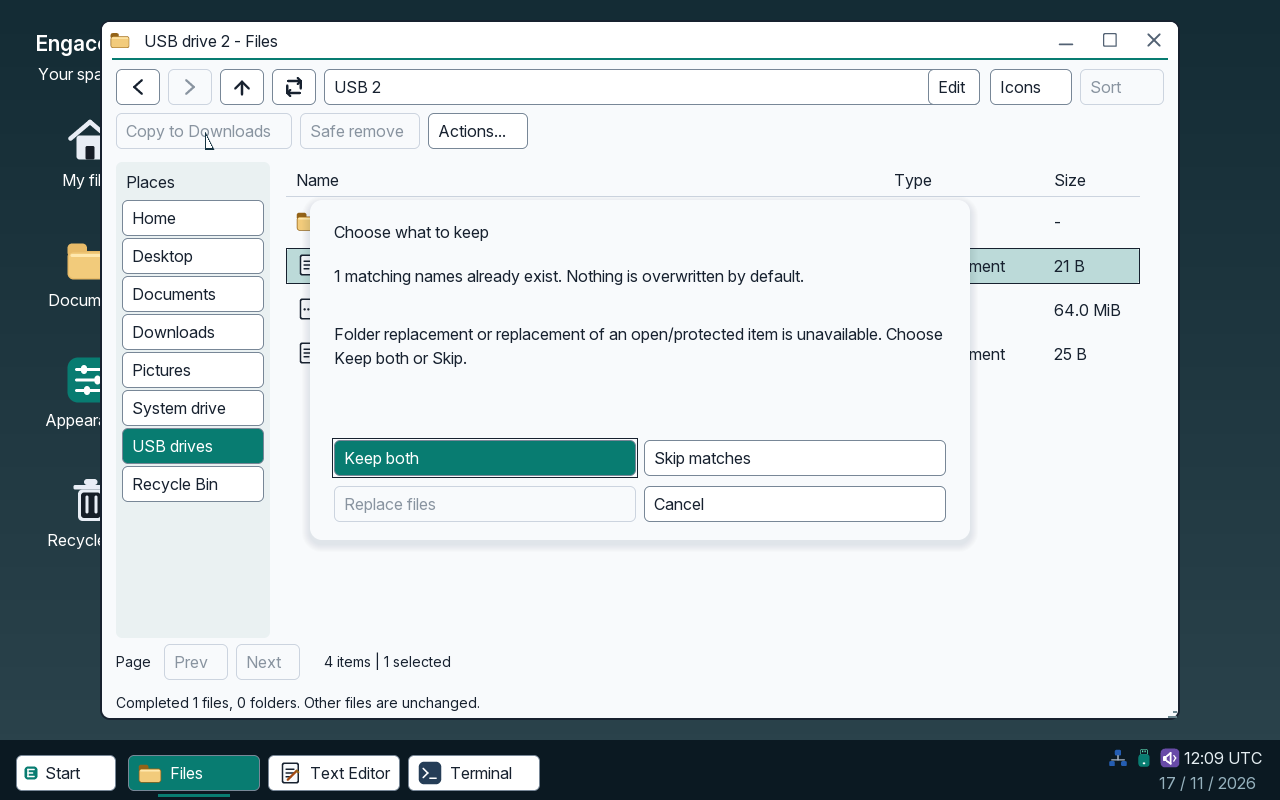 Engac
Your spa
My fil
Docum
Appear
Recycle
USB drive 2 - Files
USB 2
Edit
Icons
Sort
Copy to Downloads
Safe remove
Actions...
Places
Home
Desktop
Documents
Downloads
Pictures
System drive
USB drives
Recycle Bin
Name Type Size
-
ment 21 B
64.0 MiB
ment 25 B
Choose what to keep
1 matching names already exist. Nothing is overwritten by default.
Folder replacement or replacement of an open/protected item is unavailable. Choose
Keep both or Skip.
Keep both
Skip matches
Replace files
Cancel
Page
Prev
Next
4 items | 1 selected
Completed 1 files, 0 folders. Other files are unchanged.
Start
Files
Text Editor
Terminal
12:09 UTC
17 / 11 / 2026